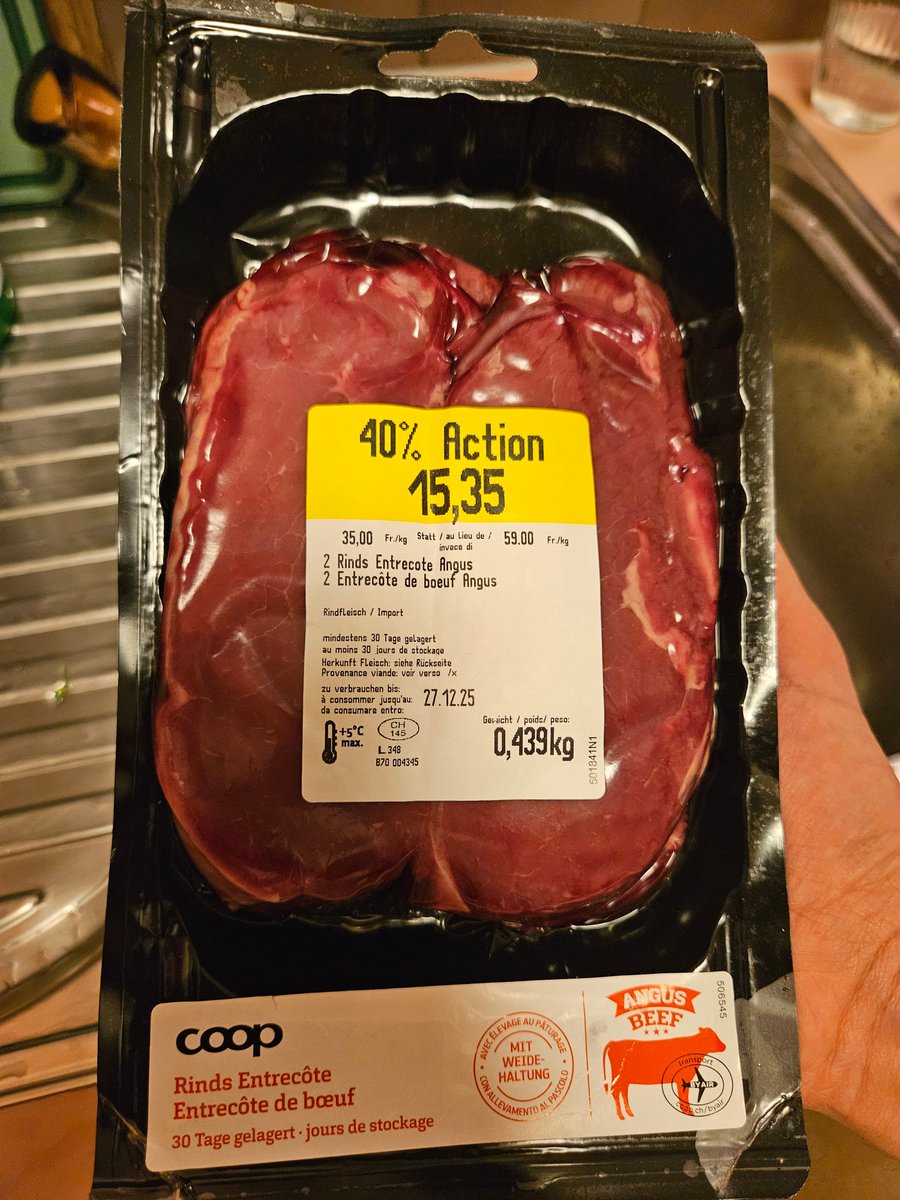 40% Action
15,35
35,00 Fr./kg Statt / au lieu de / invece di 59.00 Fr./kg
2 Rinds Entrecote Angus
2 Entrecôte de boeuf Angus
Rindfleisch / Import
mindestens 30 Tage gelagert
au moins 30 jours de stockage
Herkunft Fleisch: siehe Rückseite
Provenance viande: voir verso /x
zu verbrauchen bis:
à consommer jusqu'au: 27.12.25
da consumare entro:
+5°C
max.
CH
145
L 348
B70 004345
Gewicht / poids/ peso:
0,439kg
501841N1
coop
Rinds Entrecôte
Entrecôte de bœuf
30 Tage gelagert · jours de stockage
AVEC ÉLEVAGE AU PÂTURAGE
MIT
WEIDE-
HALTUNG
CON ALLEVAMENTO AL PASCOLO
ANGUS
BEEF
transport
BY AIR
coop.ch/byair
506545